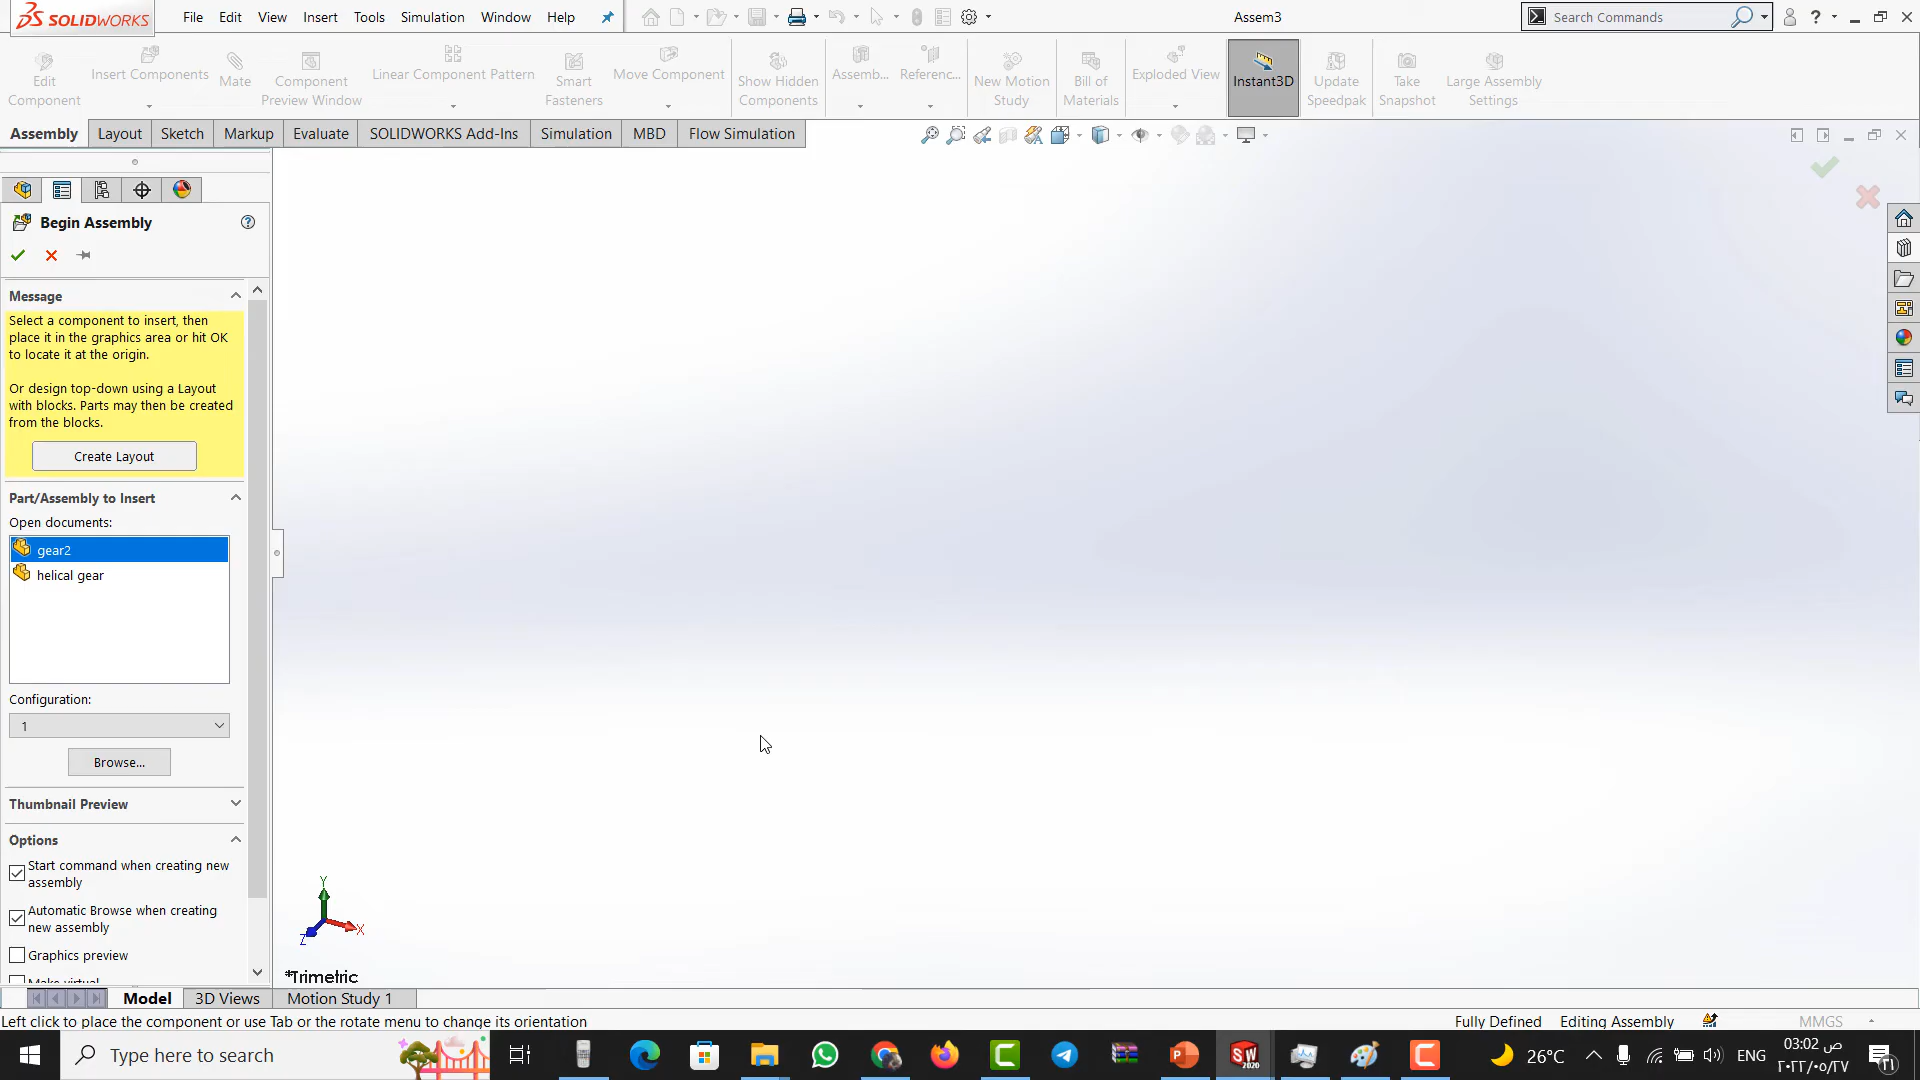 SOLIDWORKS
File Edit View Insert Tools Simulation Window Help
Assem3
Search Commands
Edit Component
Insert Components
Mate
Component Preview Window
Linear Component Pattern
Smart Fasteners
Move Component
Show Hidden Components
Assemb...
Referenc...
New Motion Study
Bill of Materials
Exploded View
Instant3D
Update Speedpak
Take Snapshot
Large Assembly Settings
Assembly Layout Sketch Markup Evaluate SOLIDWORKS Add-Ins Simulation MBD Flow Simulation
Begin Assembly
Message
Select a component to insert, then
place it in the graphics area or hit OK
to locate it at the origin.
Or design top-down using a Layout
with blocks. Parts may then be created
from the blocks.
Create Layout
Part/Assembly to Insert
Open documents:
gear2
helical gear
Configuration:
1
Browse...
Thumbnail Preview
Options
Start command when creating new
assembly
Automatic Browse when creating
new assembly
Graphics preview
Make virtual
Y
X
Z
*Trimetric
Model 3D Views Motion Study 1
Left click to place the component or use Tab or the rotate menu to change its orientation
Fully Defined Editing Assembly MMGS
Type here to search
SW 2020
26°C
ENG
03:02 ص
٢٠٢٢/٠٥/٢٧
٢١